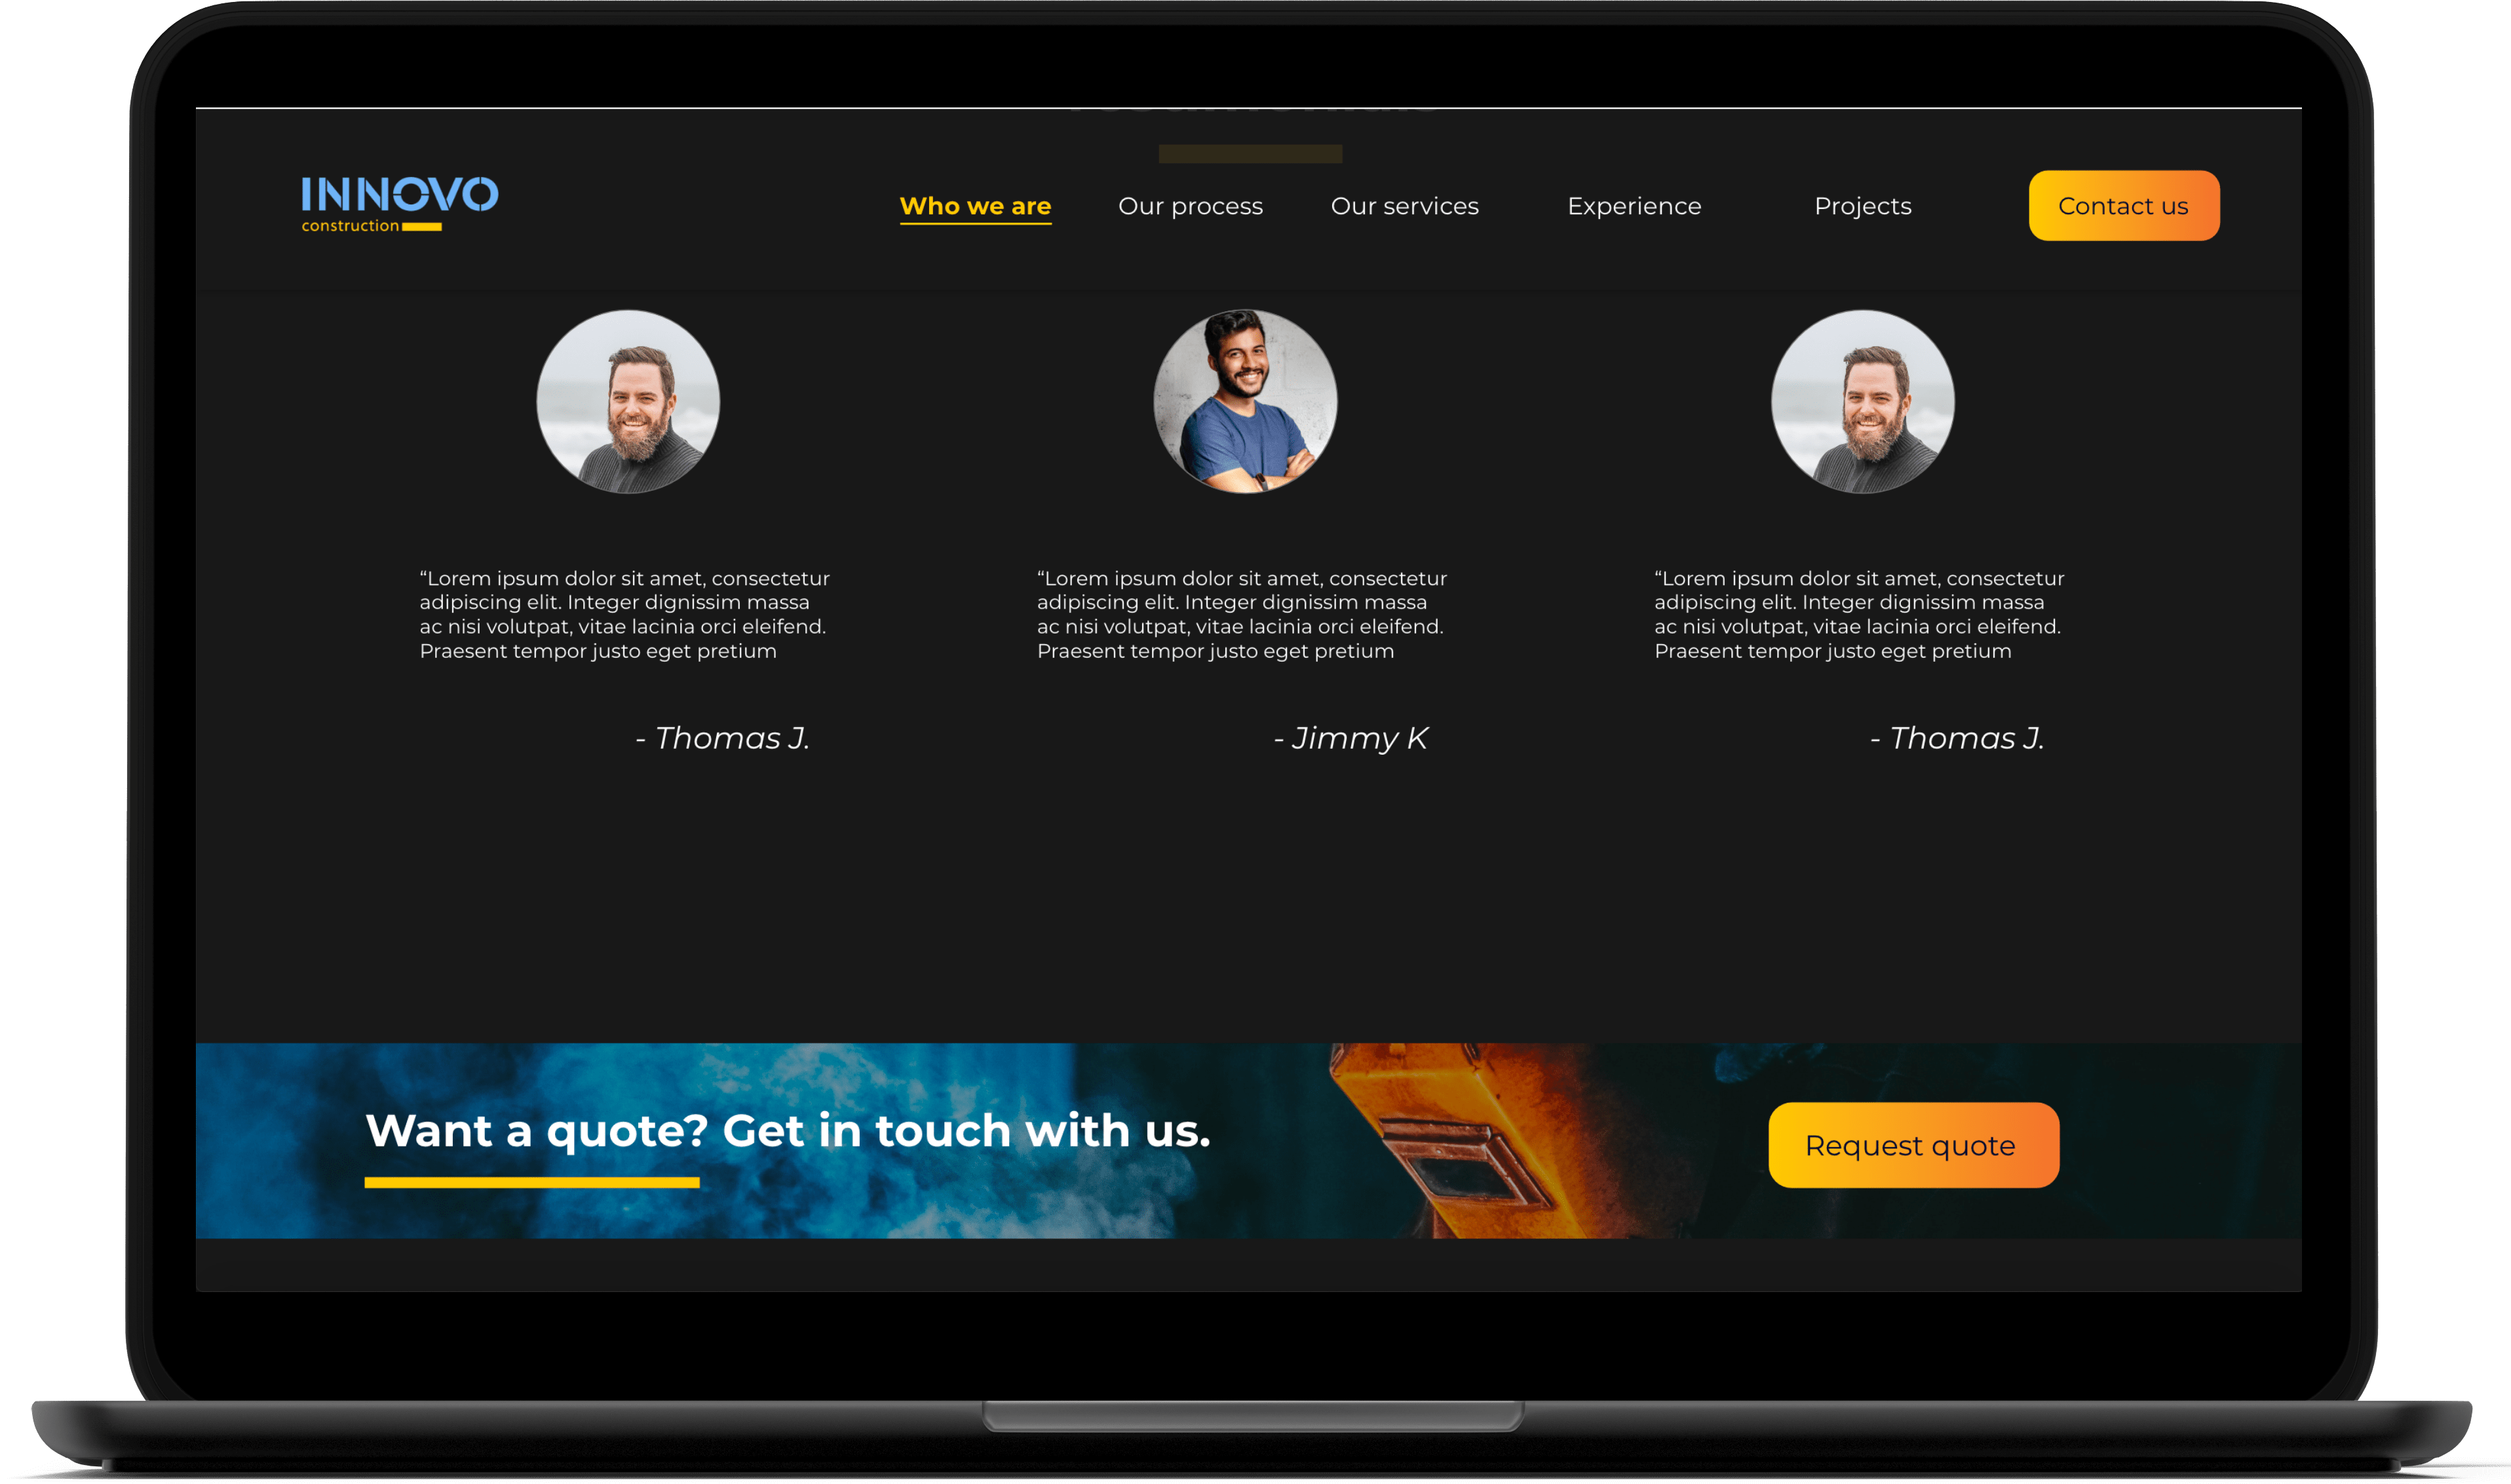 INNOVO
construction
Who we are
Our process
Our services
Experience
Projects
Contact us
“Lorem ipsum dolor sit amet, consectetur
adipiscing elit. Integer dignissim massa
ac nisi volutpat, vitae lacinia orci eleifend.
Praesent tempor justo eget pretium
- Thomas J.
“Lorem ipsum dolor sit amet, consectetur
adipiscing elit. Integer dignissim massa
ac nisi volutpat, vitae lacinia orci eleifend.
Praesent tempor justo eget pretium
- Jimmy K
“Lorem ipsum dolor sit amet, consectetur
adipiscing elit. Integer dignissim massa
ac nisi volutpat, vitae lacinia orci eleifend.
Praesent tempor justo eget pretium
- Thomas J.
Want a quote? Get in touch with us.
Request quote